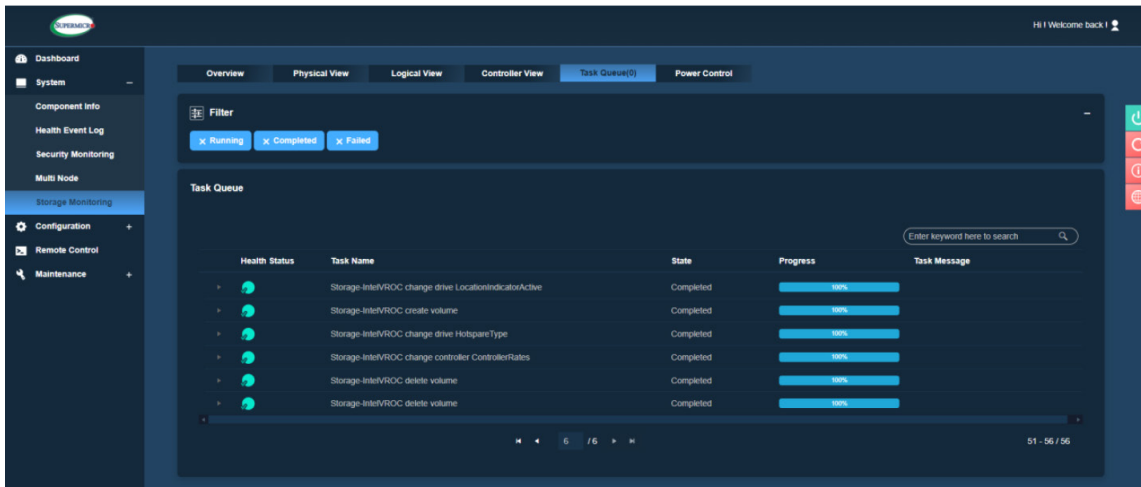 SUPERMICR
Hi ! Welcome back !
Dashboard
System –
Component Info
Health Event Log
Security Monitoring
Multi Node
Storage Monitoring
Configuration +
Remote Control
Maintenance +
Overview Physical View Logical View Controller View Task Queue(0) Power Control
Filter –
× Running × Completed × Failed
Task Queue
Enter keyword here to search
Health Status Task Name State Progress Task Message
Storage-IntelVROC change drive LocationIndicatorActive Completed 100%
Storage-IntelVROC create volume Completed 100%
Storage-IntelVROC change drive HotspareType Completed 100%
Storage-IntelVROC change controller ControllerRates Completed 100%
Storage-IntelVROC delete volume Completed 100%
Storage-IntelVROC delete volume Completed 100%
6 / 6
51 - 56 / 56